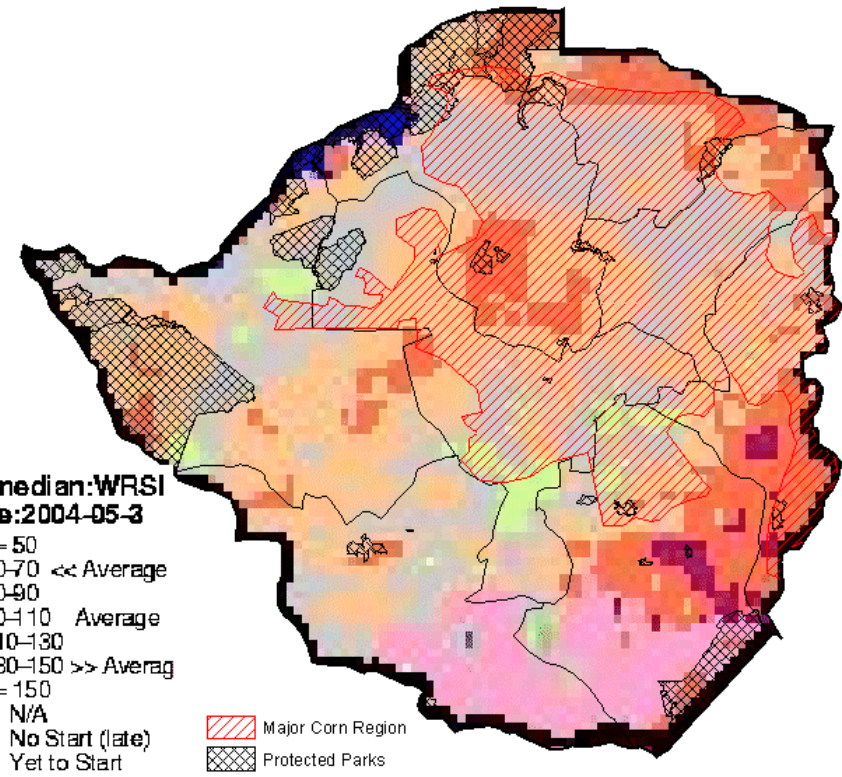 median:WRSI
e:2004-05-3
= 50
0-70 << Average
0-90
0-110 Average
10-130
30-150 >> Averag
= 150
N/A
No Start (late)
Yet to Start
Major Corn Region
Protected Parks